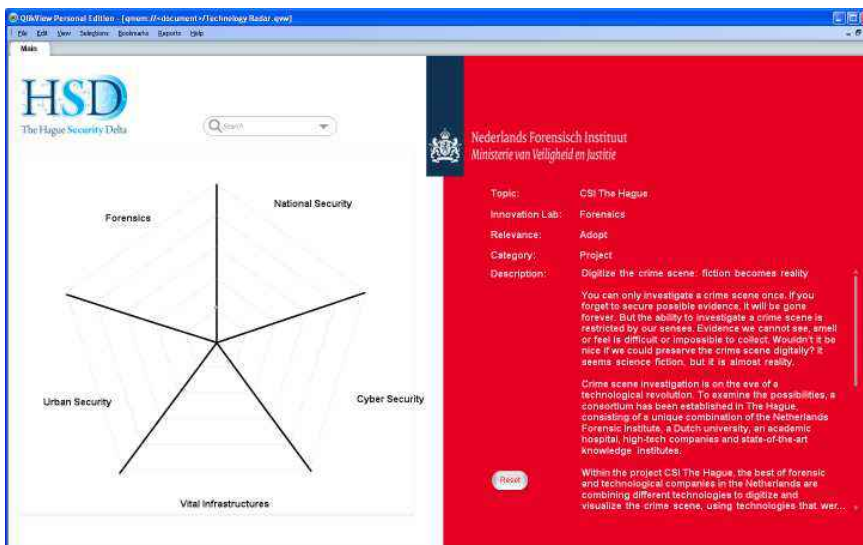 QlikView Personal Edition - [qmem://<document>/Technology Radar.qvw]
File Edit View Selections Bookmarks Reports Help
Main
HSD
The Hague Security Delta
Search
Forensics
National Security
Urban Security
Cyber Security
Vital Infrastructures
Nederlands Forensisch Instituut
Ministerie van Veiligheid en Justitie
Topic: CSI The Hague
Innovation Lab: Forensics
Relevance: Adopt
Category: Project
Description: Digitize the crime scene: fiction becomes reality
You can only investigate a crime scene once. If you
forget to secure possible evidence, it will be gone
forever. But the ability to investigate a crime scene is
restricted by our senses. Evidence we cannot see, smell
or feel is difficult or impossible to collect. Wouldn't it be
nice if we could preserve the crime scene digitally? It
seems science fiction, but it is almost reality.
Crime scene investigation is on the eve of a
technological revolution. To examine the possibilities, a
consortium has been established in The Hague,
consisting of a unique combination of the Netherlands
Forensic Institute, a Dutch university, an academic
hospital, high-tech companies and state-of-the-art
knowledge institutes.
Within the project CSI The Hague, the best of forensic
and technological companies in the Netherlands are
combining different technologies to digitize and
visualize the crime scene, using technologies that wer...
Reset